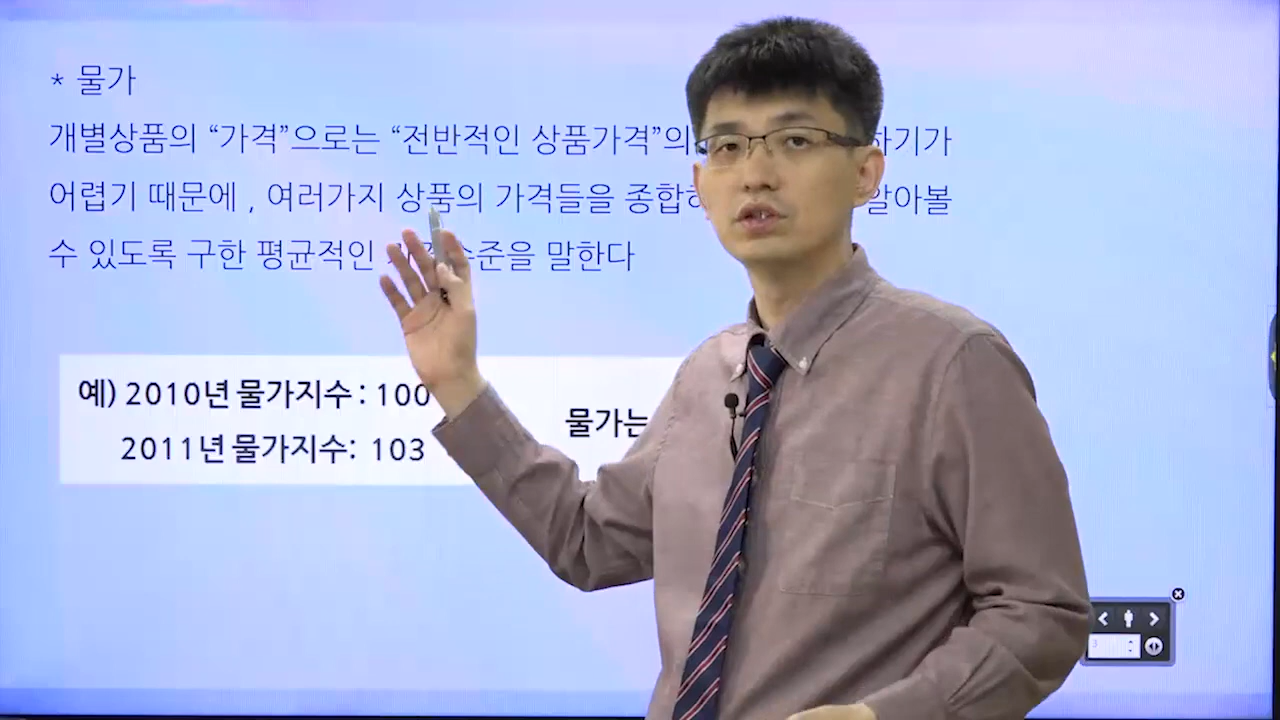 * 물가
개별상품의 “가격”으로는 “전반적인 상품가격”의 하기가
어렵기 때문에 , 여러가지 상품의 가격들을 종합하 알아볼
수 있도록 구한 평균적인 수준을 말한다
예) 2010년 물가지수 : 100
2011년 물가지수: 103
물가는
3